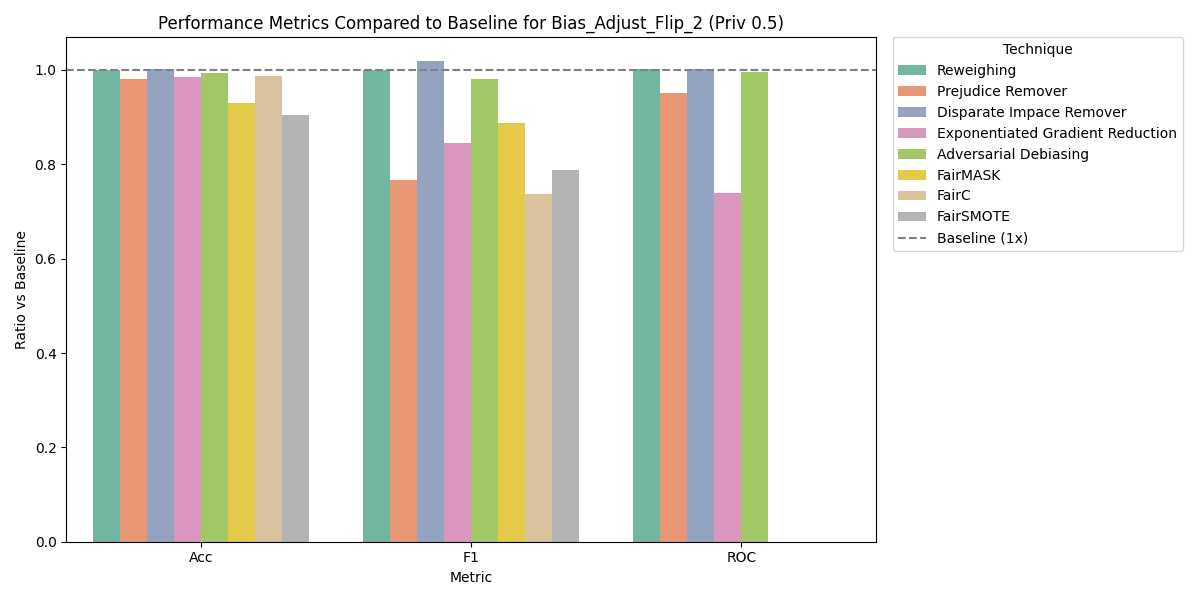 Performance Metrics Compared to Baseline for Bias_Adjust_Flip_2 (Priv 0.5)
Ratio vs Baseline
1.0
0.8
0.6
0.4
0.2
0.0
Acc
F1
ROC
Metric
Technique
Reweighing
Prejudice Remover
Disparate Impace Remover
Exponentiated Gradient Reduction
Adversarial Debiasing
FairMASK
FairC
FairSMOTE
Baseline (1x)